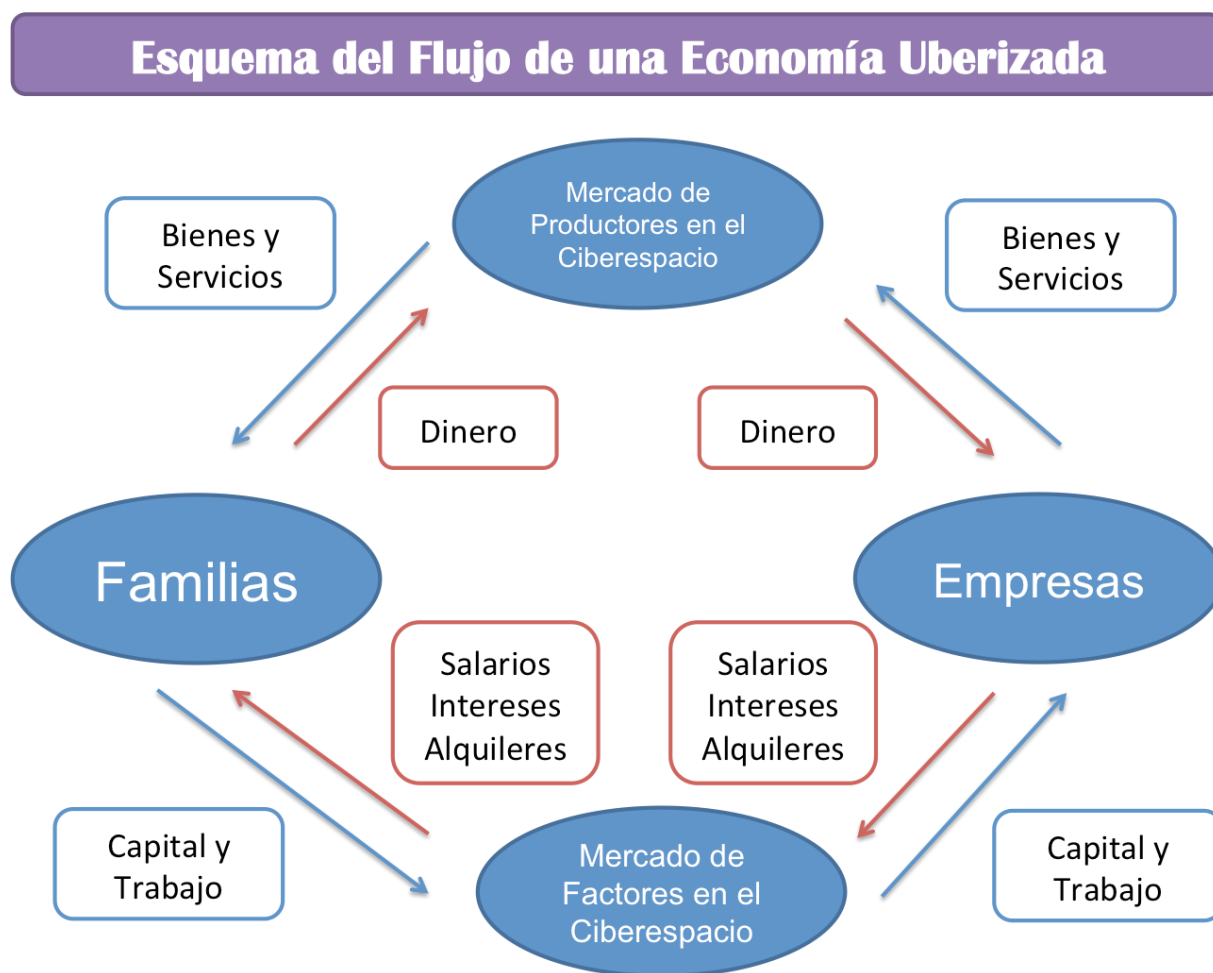 Esquema del Flujo de una Economía Uberizada
Mercado de
Productores en el
Ciberespacio
Bienes y
Servicios
Bienes y
Servicios
Dinero
Dinero
Familias
Empresas
Salarios
Intereses
Alquileres
Salarios
Intereses
Alquileres
Capital y
Trabajo
Mercado de
Factores en el
Ciberespacio
Capital y
Trabajo